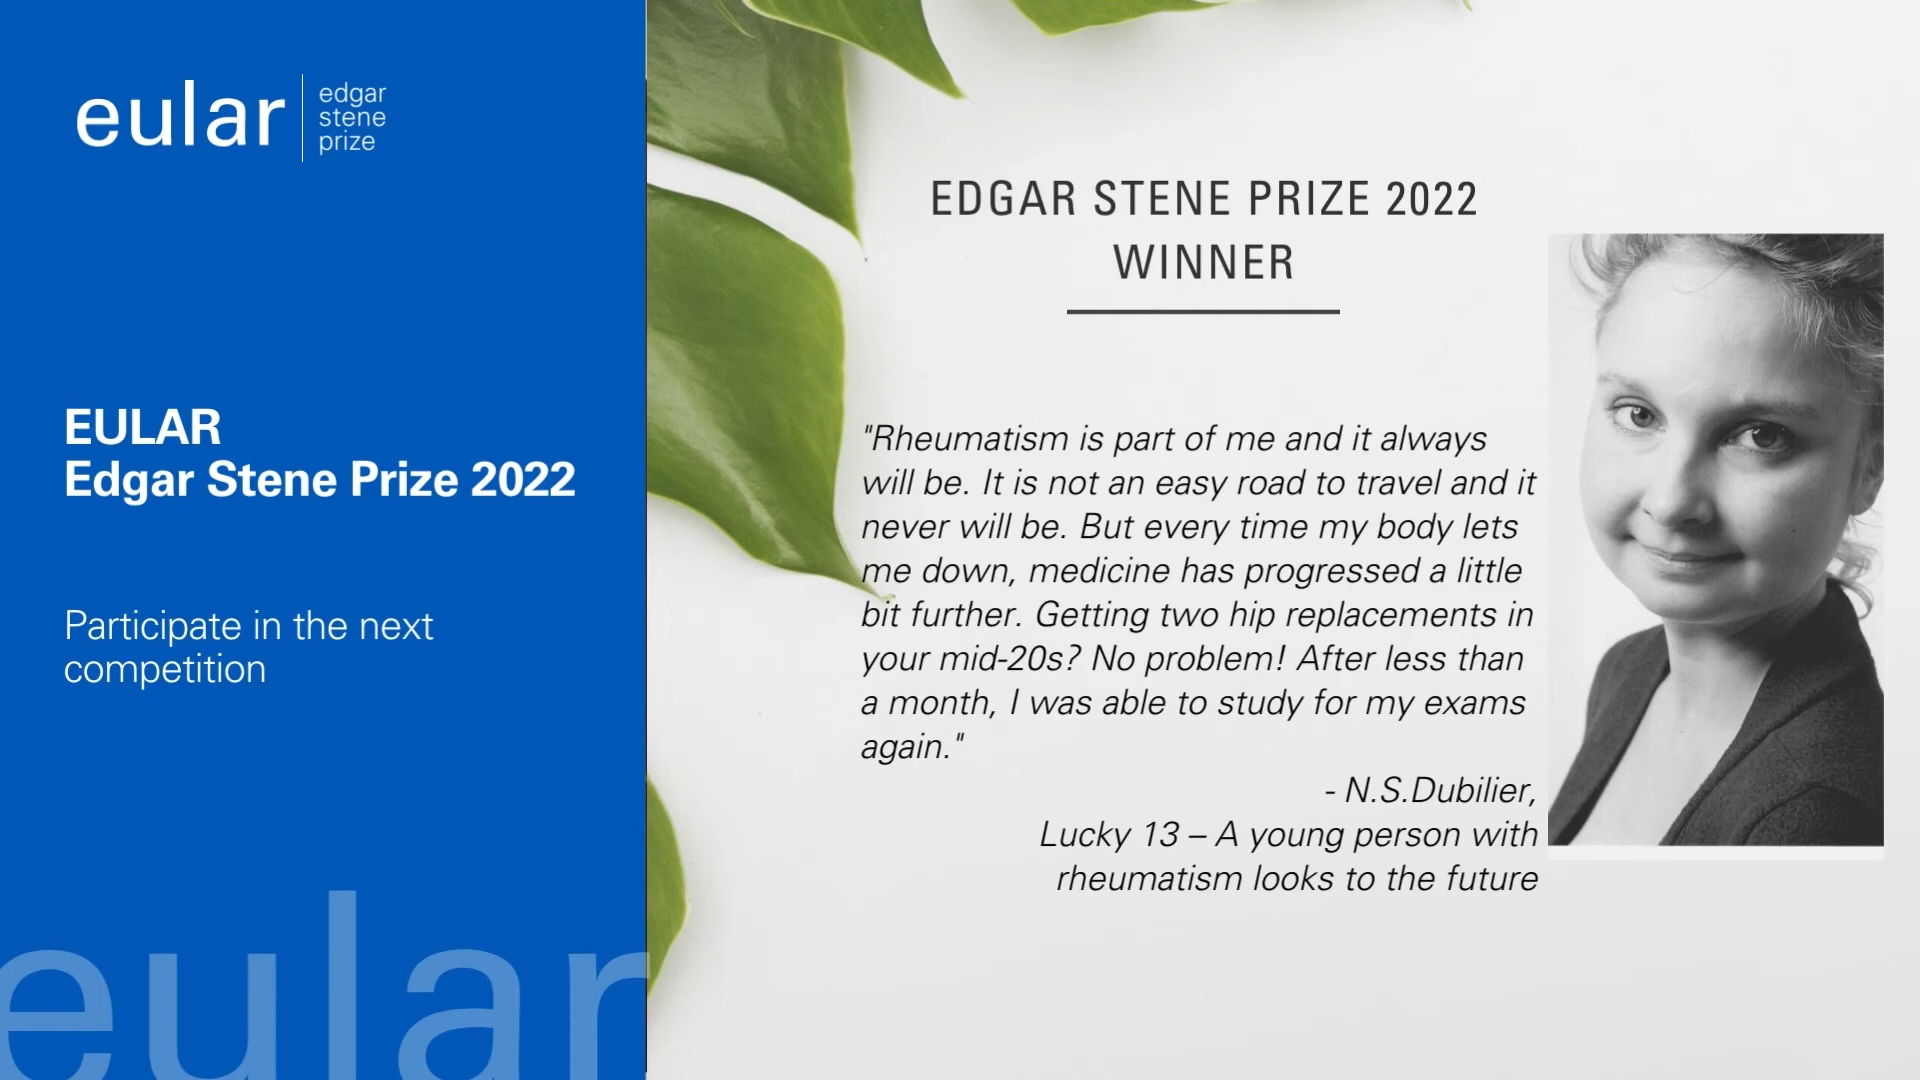 eular
edgar
stene
prize
EULAR
Edgar Stene Prize 2022
Participate in the next
competition
eular
EDGAR STENE PRIZE 2022
WINNER
"Rheumatism is part of me and it always
will be. It is not an easy road to travel and it
never will be. But every time my body lets
me down, medicine has progressed a little
bit further. Getting two hip replacements in
your mid-20s? No problem! After less than
a month, I was able to study for my exams
again."
- N.S.Dubilier,
Lucky 13 – A young person with
rheumatism looks to the future